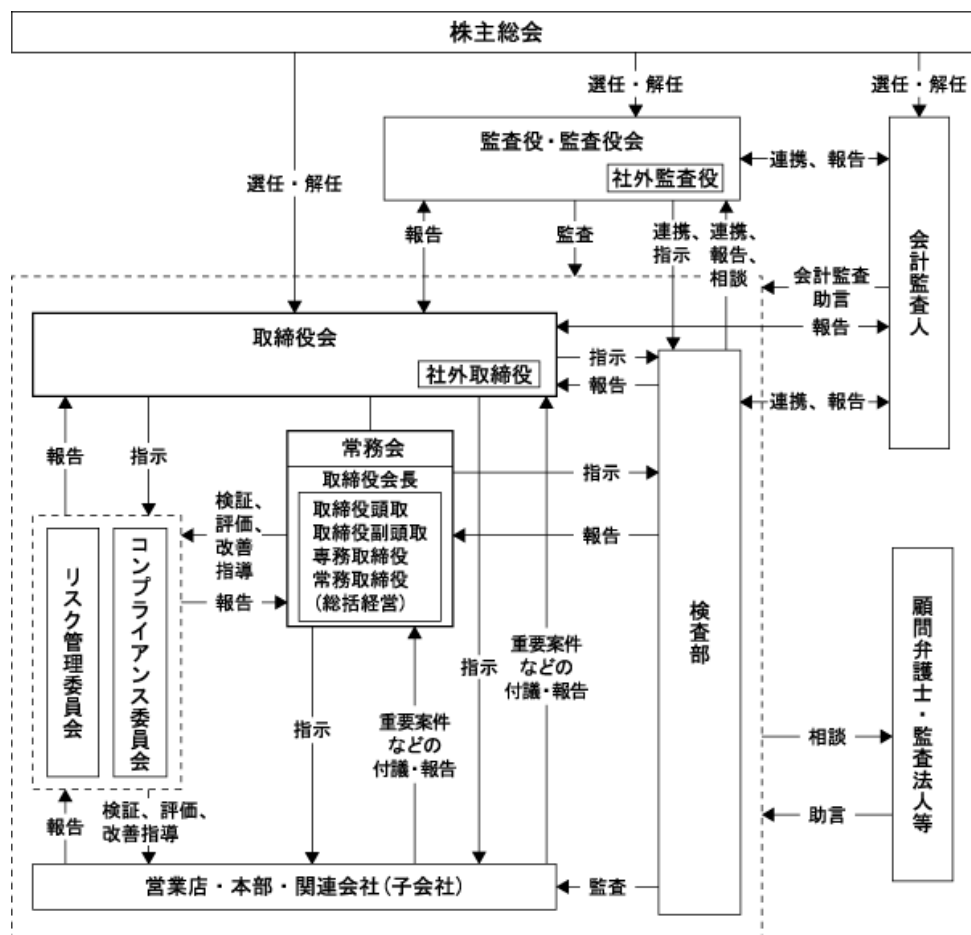 株主総会
選任・解任
選任・解任
選任・解任
監査役・監査役会
社外監査役
連携、報告
会計監査人
報告
監査
連携、
指示
連携、
報告、
相談
会計監査
助言
取締役会
社外取締役
報告
指示
報告
連携、報告
報告
指示
常務会
取締役会長
取締役頭取
取締役副頭取
専務取締役
常務取締役
(総括経営)
指示
報告
検証、
評価、
改善
指導
報告
リスク管理委員会
コンプライアンス委員会
検査部
顧問弁護士・監査法人等
指示
重要案件
などの
付議・報告
指示
重要案件
などの
付議・報告
相談
助言
報告
検証、評価、
改善指導
営業店・本部・関連会社(子会社)
監査